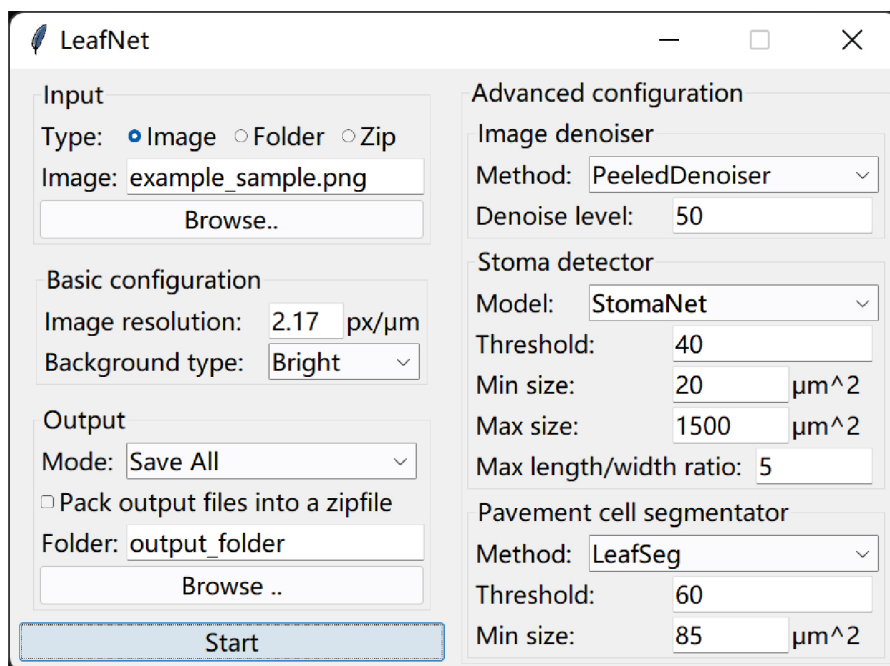 LeafNet
Input
Type: Image Folder Zip
Image: example_sample.png
Browse..
Basic configuration
Image resolution: 2.17 px/μm
Background type: Bright
Output
Mode: Save All
Pack output files into a zipfile
Folder: output_folder
Browse ..
Start
Advanced configuration
Image denoiser
Method: PeeledDenoiser
Denoise level: 50
Stoma detector
Model: StomaNet
Threshold: 40
Min size: 20 μm^2
Max size: 1500 μm^2
Max length/width ratio: 5
Pavement cell segmentator
Method: LeafSeg
Threshold: 60
Min size: 85 μm^2